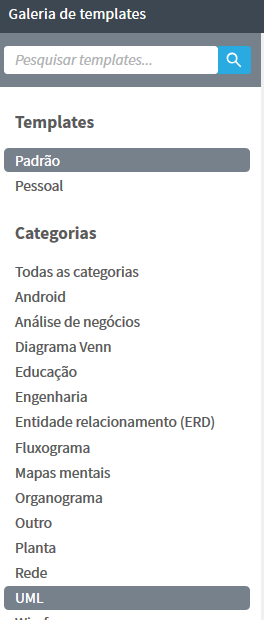 Galeria de templates
Pesquisar templates...
Templates
Padrão
Pessoal
Categorias
Todas as categorias
Android
Análise de negócios
Diagrama Venn
Educação
Engenharia
Entidade relacionamento (ERD)
Fluxograma
Mapas mentais
Organograma
Outro
Planta
Rede
UML